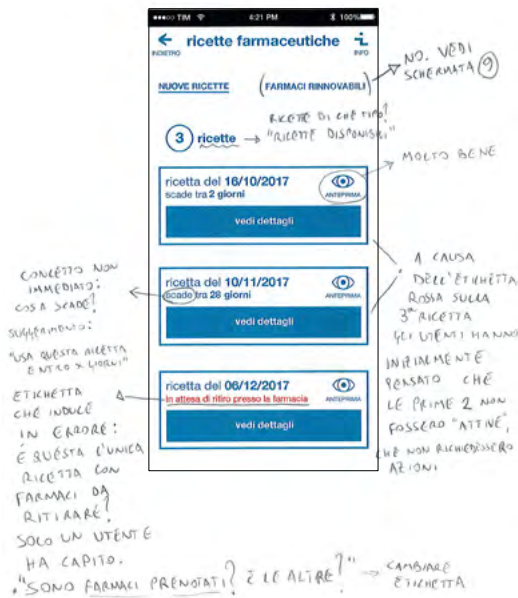 TIM 4:21 PM 100%
ricette farmaceutiche
INDIETRO
INFO
NO. VEDI
SCHERMATA 9
NUOVE RICETTE
(FARMACI RINNOVABILI)
RICETTE DI CHE TIPO?
3 ricette → "RICETTE DISPONIBILI"
MOLTO BENE
ricetta del 16/10/2017
scade tra 2 giorni
ANTEPRIMA
vedi dettagli
A CAUSA
DELL'ETICHETTA
ROSSA SULLA
3ª RICETTA
GLI UTENTI HANNO
INIZIALMENTE
PENSATO CHE
LE PRIME 2 NON
FOSSERO "ATTIVE",
CHE NON RICHIEDESSERO
AZIONI
CONCETTO NON
IMMEDIATO:
COSA SCADE?
SUGGERIMENTO:
"USA QUESTA RICETTA
ENTRO X GIORNI"
ricetta del 10/11/2017
scade tra 28 giorni
ANTEPRIMA
vedi dettagli
ETICHETTA
CHE INDUCE
IN ERRORE:
È QUESTA L'UNICA
RICETTA CON
FARMACI DA
RITIRARE?
SOLO UN UTENTE
HA CAPITO.
ricetta del 06/12/2017
in attesa di ritiro presso la farmacia
ANTEPRIMA
vedi dettagli
"SONO FARMACI PRENOTATI? E LE ALTRE?" → CAMBIARE
ETICHETTA